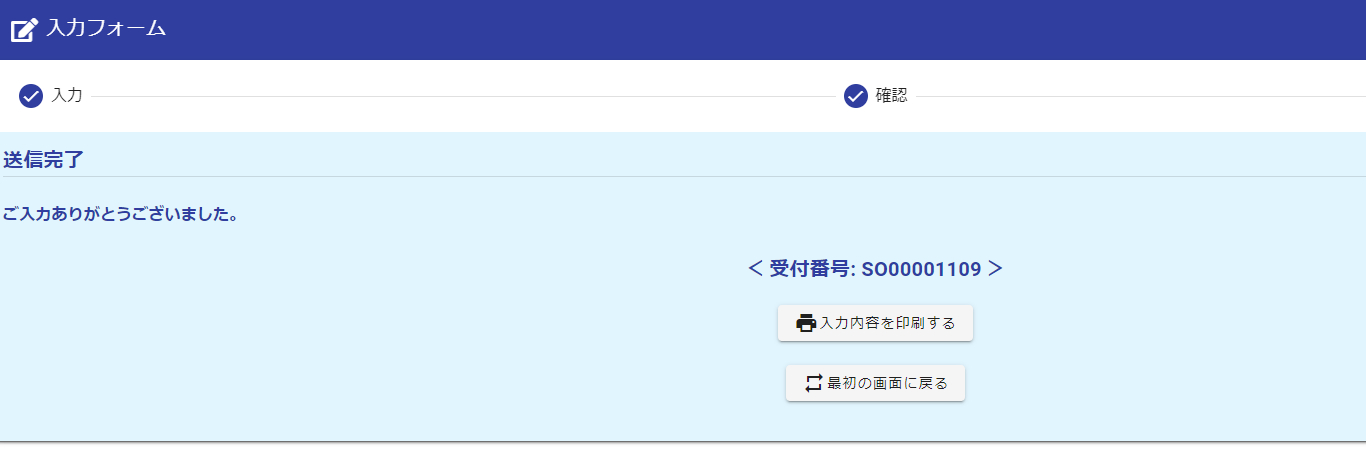 入力フォーム
入力
確認
送信完了
ご入力ありがとうございました。
＜ 受付番号: SO00001109 ＞
入力内容を印刷する
最初の画面に戻る